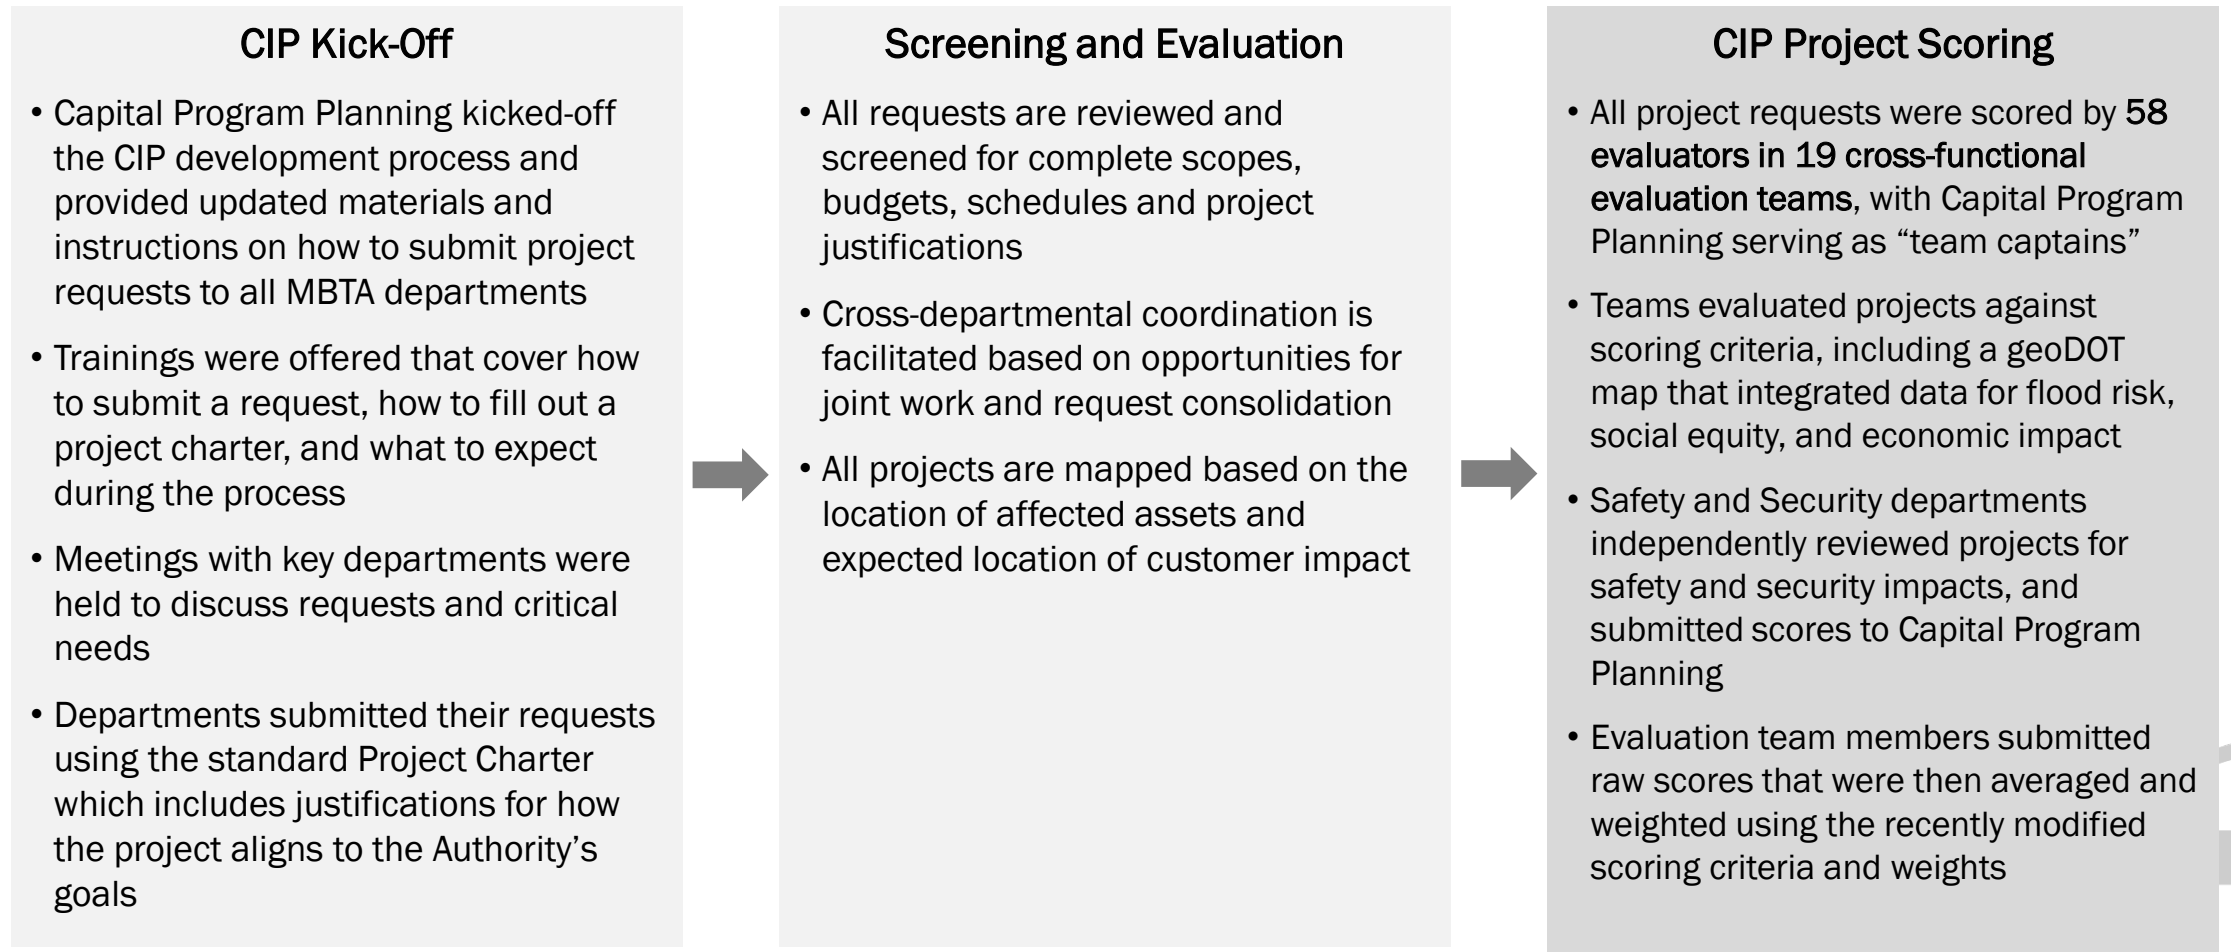 CIP Kick-Off
• Capital Program Planning kicked-off
the CIP development process and
provided updated materials and
instructions on how to submit project
requests to all MBTA departments
• Trainings were offered that cover how
to submit a request, how to fill out a
project charter, and what to expect
during the process
• Meetings with key departments were
held to discuss requests and critical
needs
• Departments submitted their requests
using the standard Project Charter
which includes justifications for how
the project aligns to the Authority’s
goals
Screening and Evaluation
• All requests are reviewed and
screened for complete scopes,
budgets, schedules and project
justifications
• Cross-departmental coordination is
facilitated based on opportunities for
joint work and request consolidation
• All projects are mapped based on the
location of affected assets and
expected location of customer impact
CIP Project Scoring
• All project requests were scored by 58
evaluators in 19 cross-functional
evaluation teams, with Capital Program
Planning serving as “team captains”
• Teams evaluated projects against
scoring criteria, including a geoDOT
map that integrated data for flood risk,
social equity, and economic impact
• Safety and Security departments
independently reviewed projects for
safety and security impacts, and
submitted scores to Capital Program
Planning
• Evaluation team members submitted
raw scores that were then averaged and
weighted using the recently modified
scoring criteria and weights